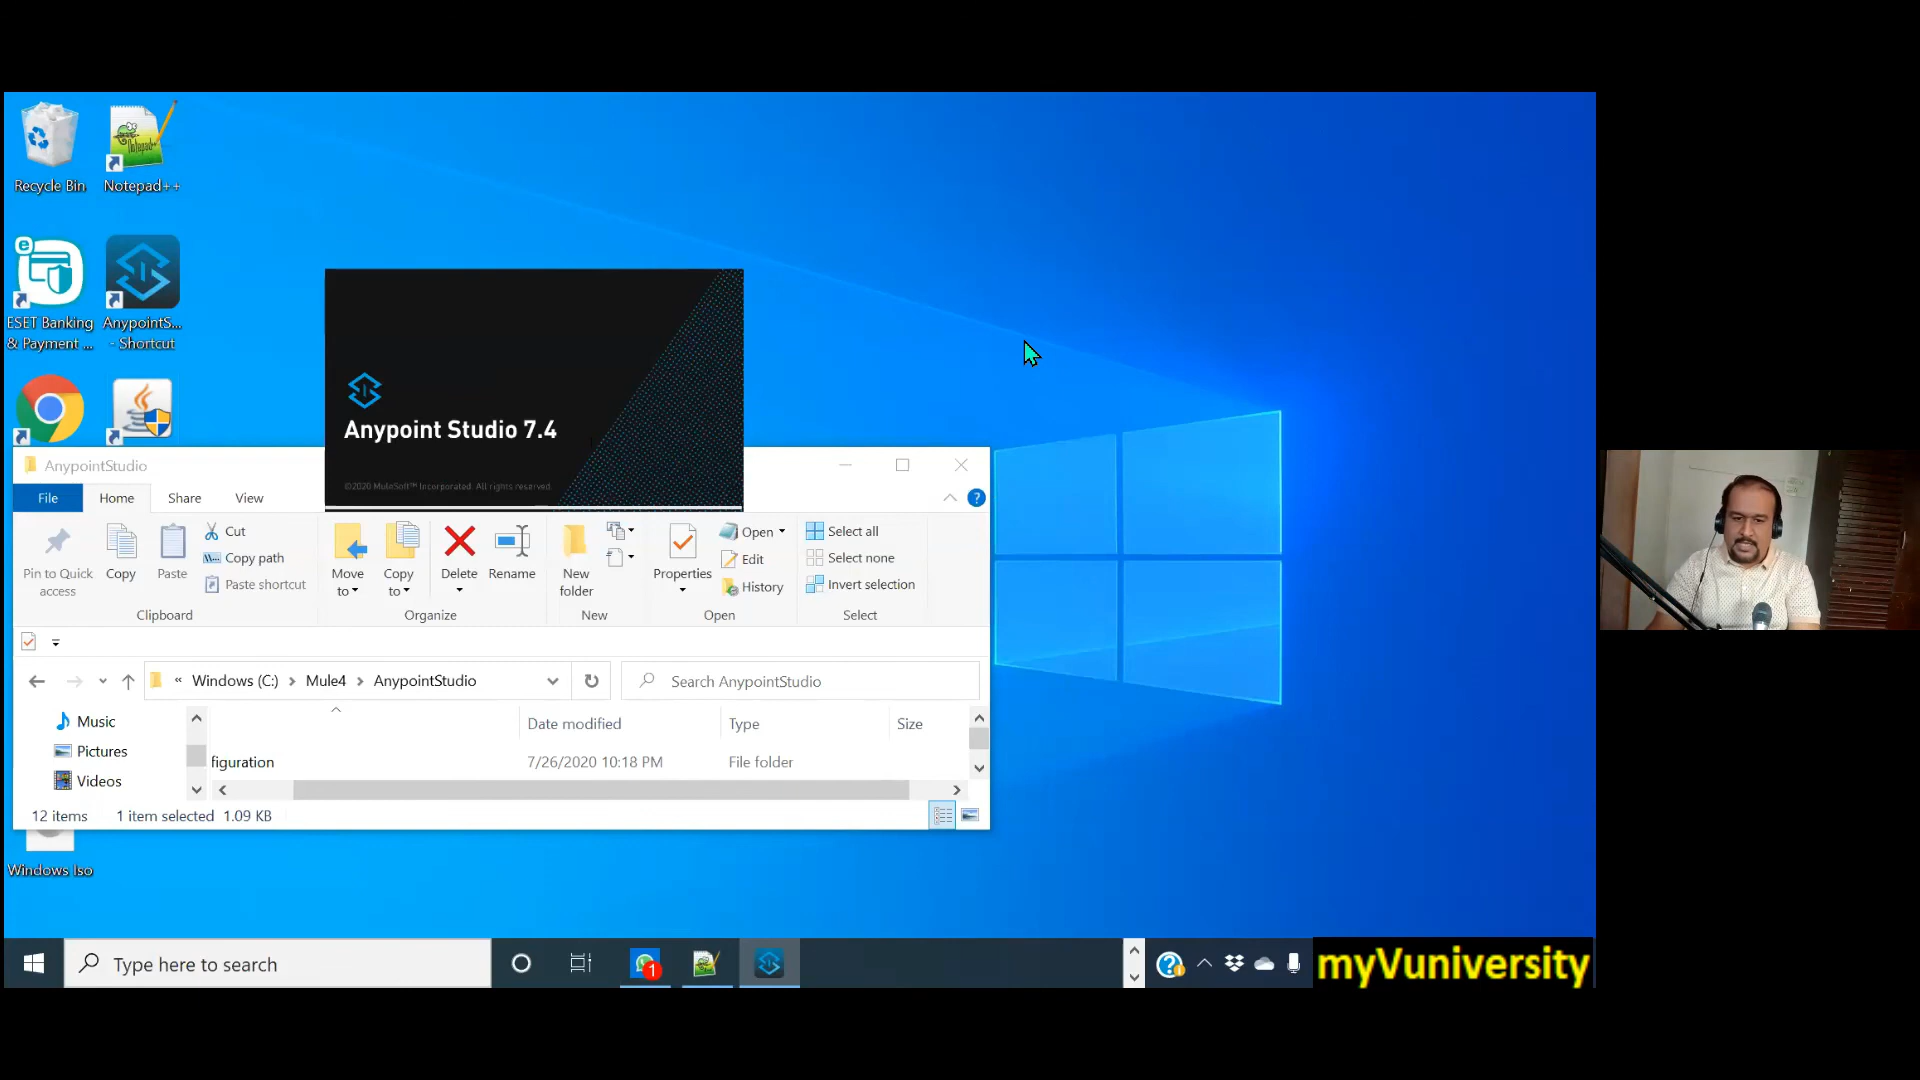 Recycle Bin
Notepad++
ESET Banking
& Payment ...
AnypointS...
- Shortcut
Anypoint Studio 7.4
©2020 MuleSoft™ Incorporated. All rights reserved.
AnypointStudio
File
Home
Share
View
Pin to Quick
access
Copy
Paste
Cut
Copy path
Paste shortcut
Clipboard
Move
to
Copy
to
Delete
Rename
Organize
New
folder
New
Properties
Open
Edit
History
Open
Select all
Select none
Invert selection
Select
« Windows (C:) > Mule4 > AnypointStudio
Search AnypointStudio
Music
Pictures
Videos
Date modified
Type
Size
figuration
7/26/2020 10:18 PM
File folder
12 items
1 item selected 1.09 KB
Windows Iso
Type here to search
1
myVuniversity